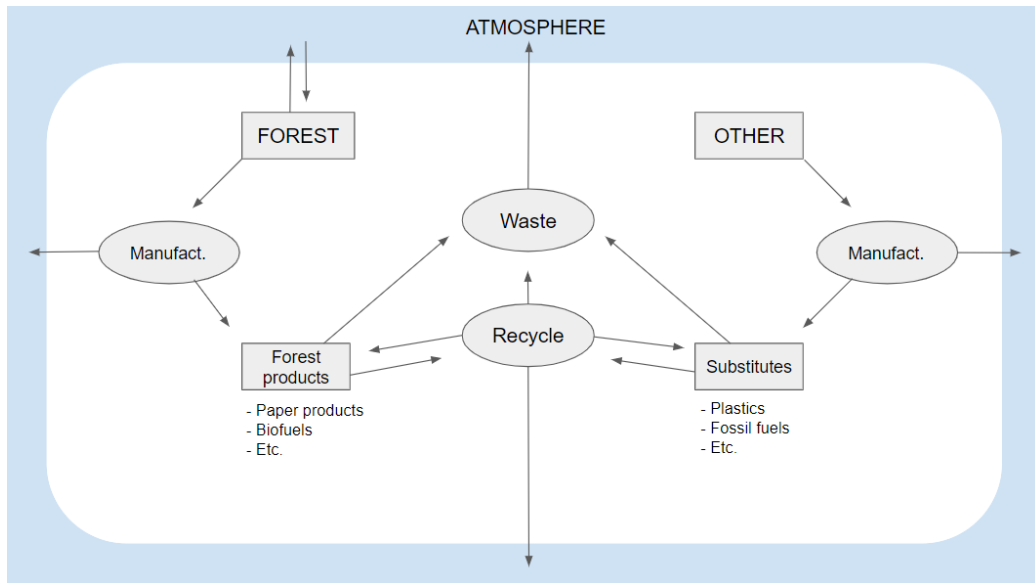 ATMOSPHERE
FOREST
OTHER
Waste
Manufact.
Manufact.
Recycle
Forest
products
Substitutes
- Paper products
- Biofuels
- Etc.
- Plastics
- Fossil fuels
- Etc.